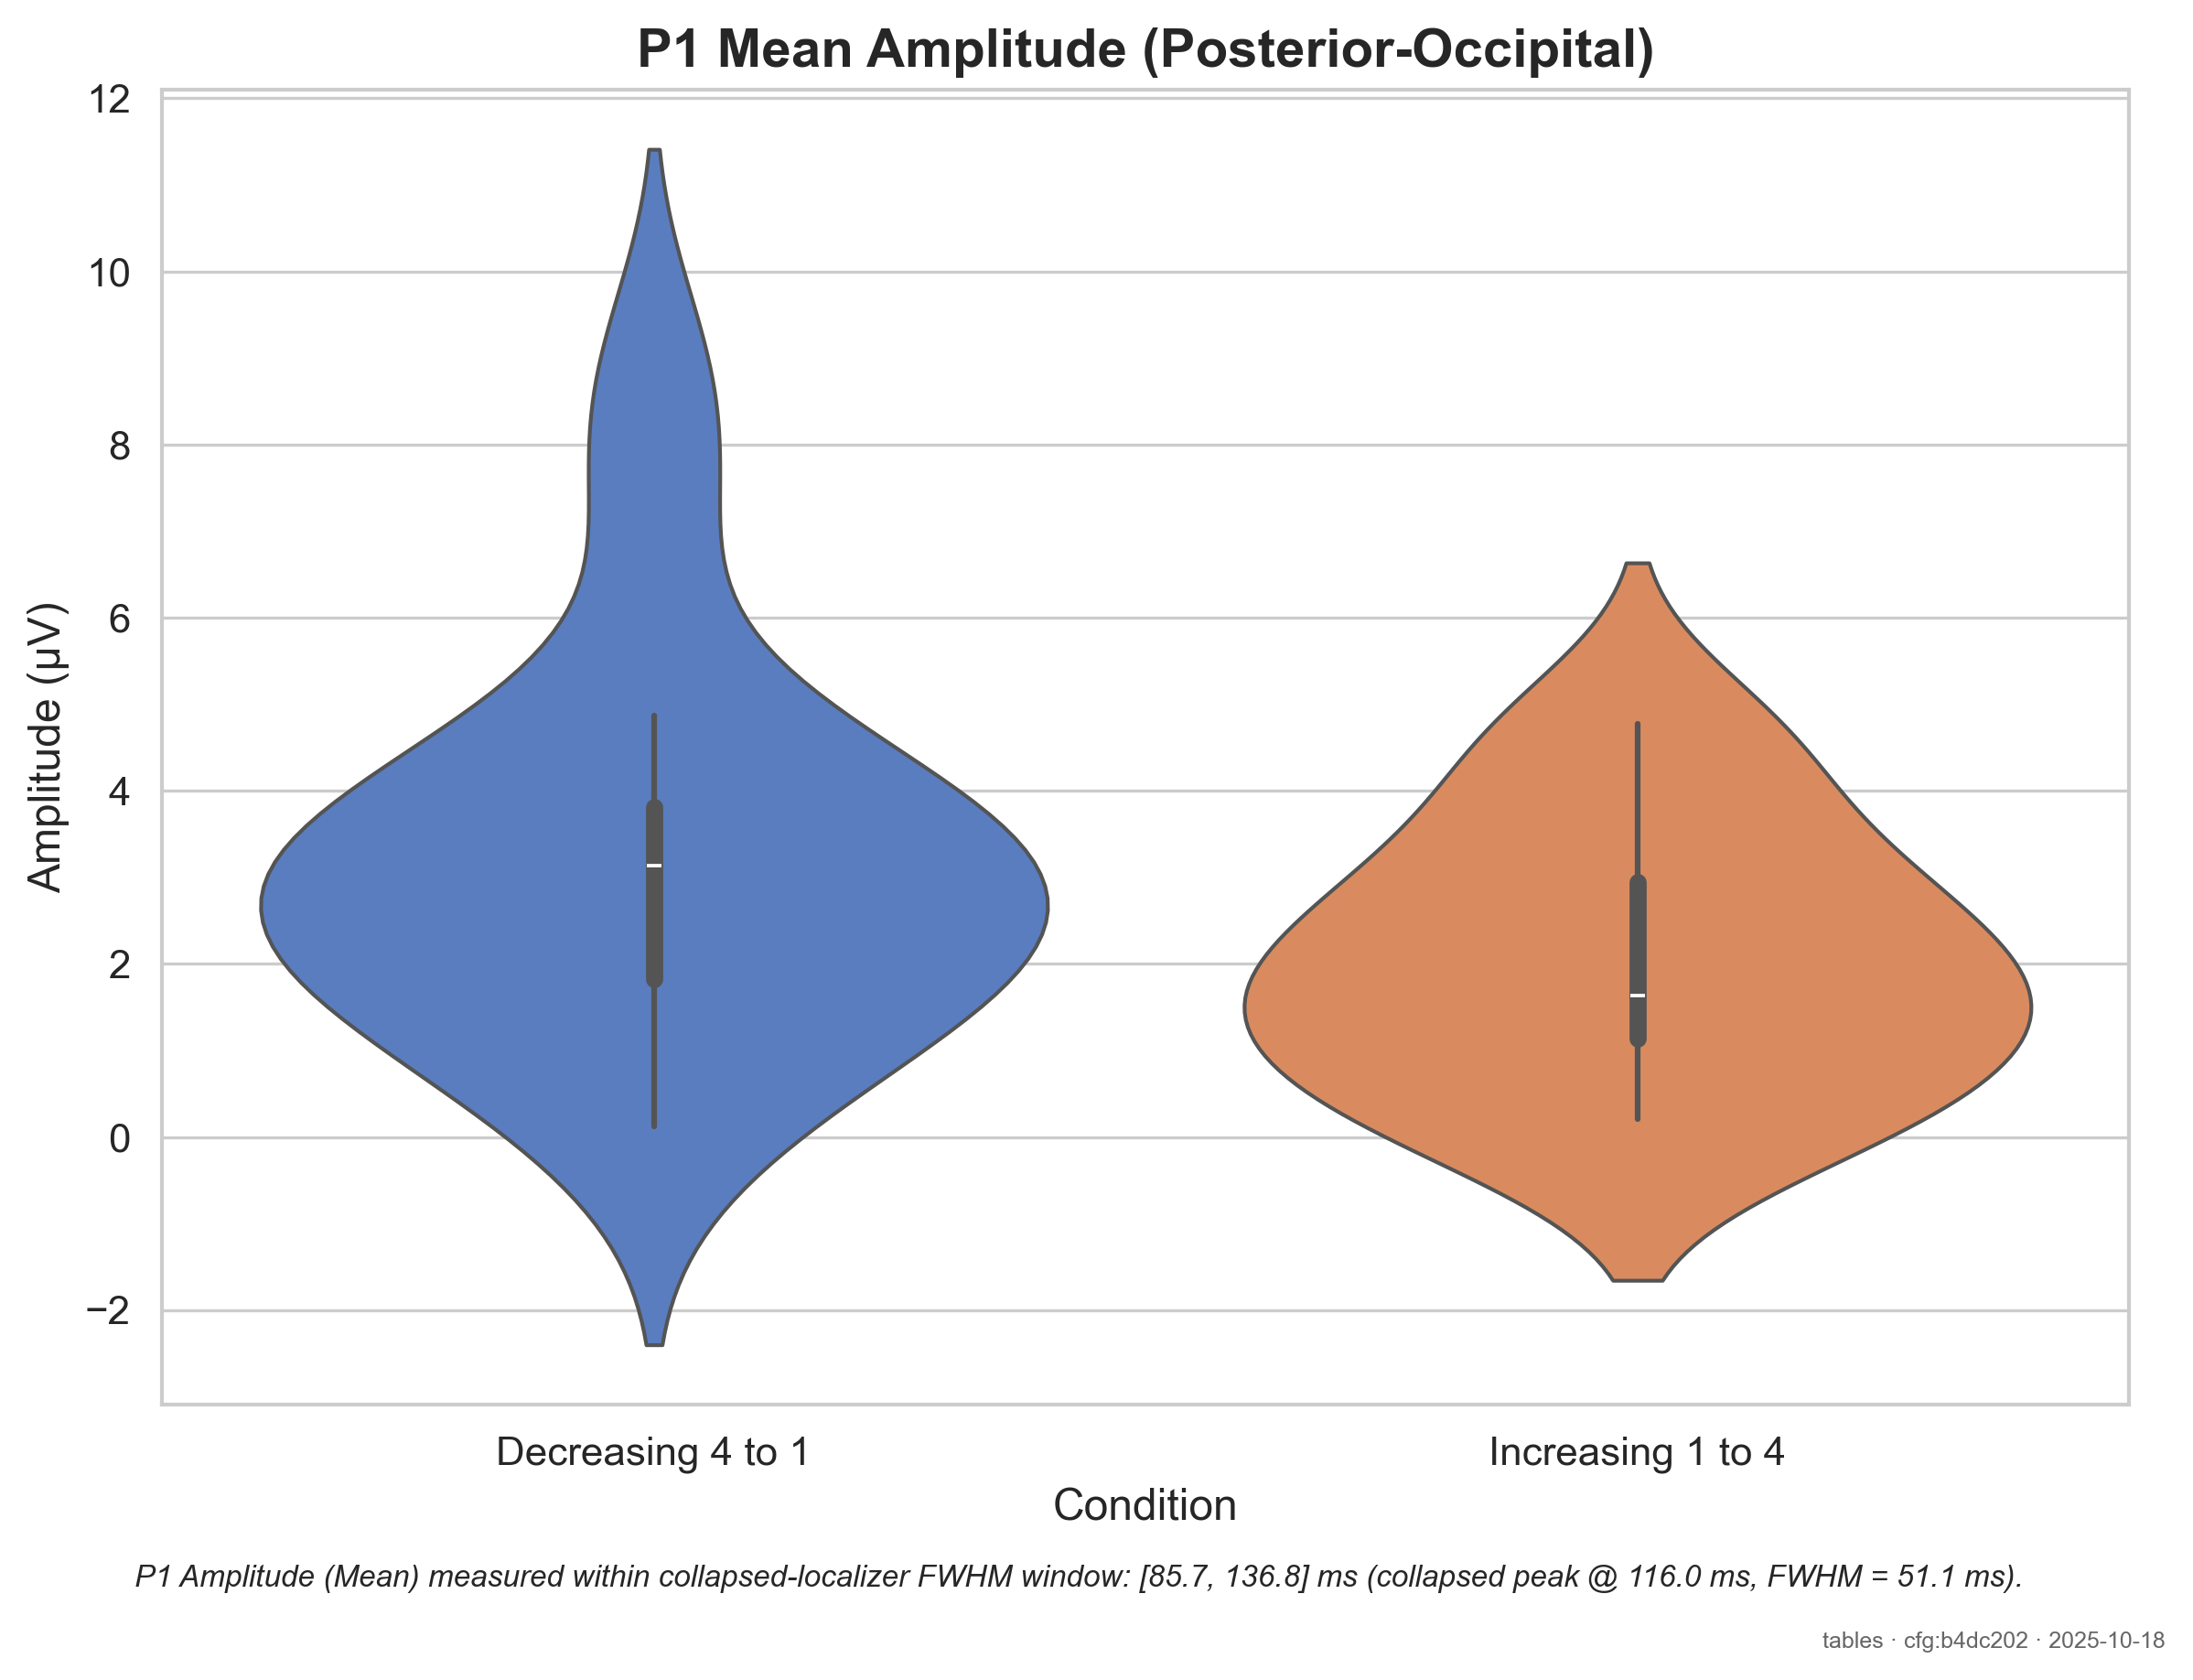 P1 Mean Amplitude (Posterior-Occipital)
12
10
8
6
4
2
0
−2
Amplitude (µV)
Decreasing 4 to 1
Increasing 1 to 4
Condition
P1 Amplitude (Mean) measured within collapsed-localizer FWHM window: [85.7, 136.8] ms (collapsed peak @ 116.0 ms, FWHM = 51.1 ms).
tables · cfg:b4dc202 · 2025-10-18